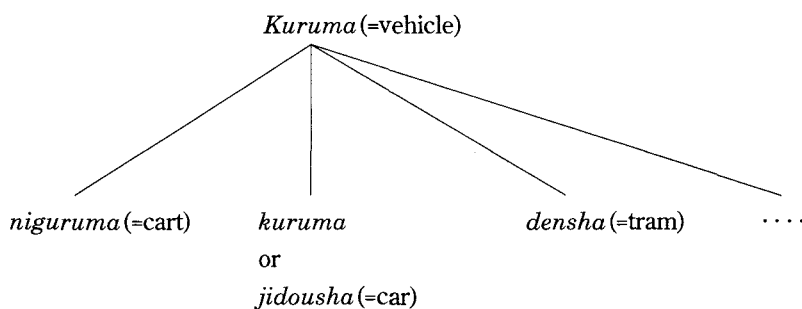 Kuruma (=vehicle)
niguruma (=cart) kuruma densha (=tram) ....
or
jidousha (=car)